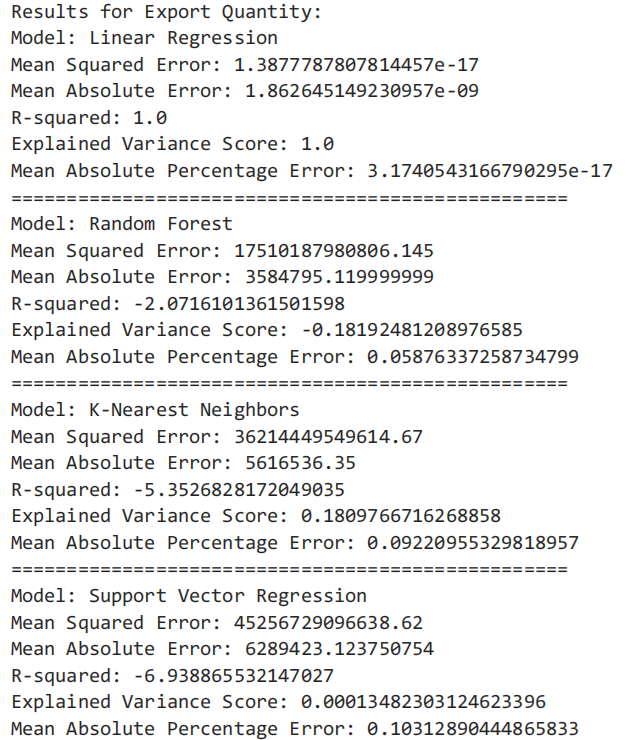 Results for Export Quantity:
Model: Linear Regression
Mean Squared Error: 1.3877787807814457e-17
Mean Absolute Error: 1.862645149230957e-09
R-squared: 1.0
Explained Variance Score: 1.0
Mean Absolute Percentage Error: 3.1740543166790295e-17
==================================================
Model: Random Forest
Mean Squared Error: 17510187980806.145
Mean Absolute Error: 3584795.119999999
R-squared: -2.0716101361501598
Explained Variance Score: -0.18192481208976585
Mean Absolute Percentage Error: 0.05876337258734799
==================================================
Model: K-Nearest Neighbors
Mean Squared Error: 36214449549614.67
Mean Absolute Error: 5616536.35
R-squared: -5.3526828172049035
Explained Variance Score: 0.1809766716268858
Mean Absolute Percentage Error: 0.09220955329818957
==================================================
Model: Support Vector Regression
Mean Squared Error: 45256729096638.62
Mean Absolute Error: 6289423.123750754
R-squared: -6.938865532147027
Explained Variance Score: 0.00013482303124623396
Mean Absolute Percentage Error: 0.10312890444865833